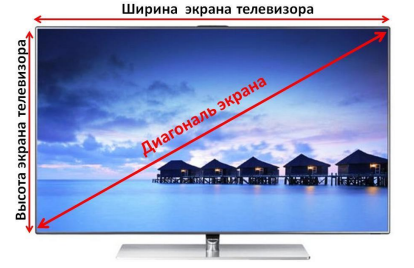 Ширина экрана телевизора
Высота экрана телевизора
Диагональ экрана